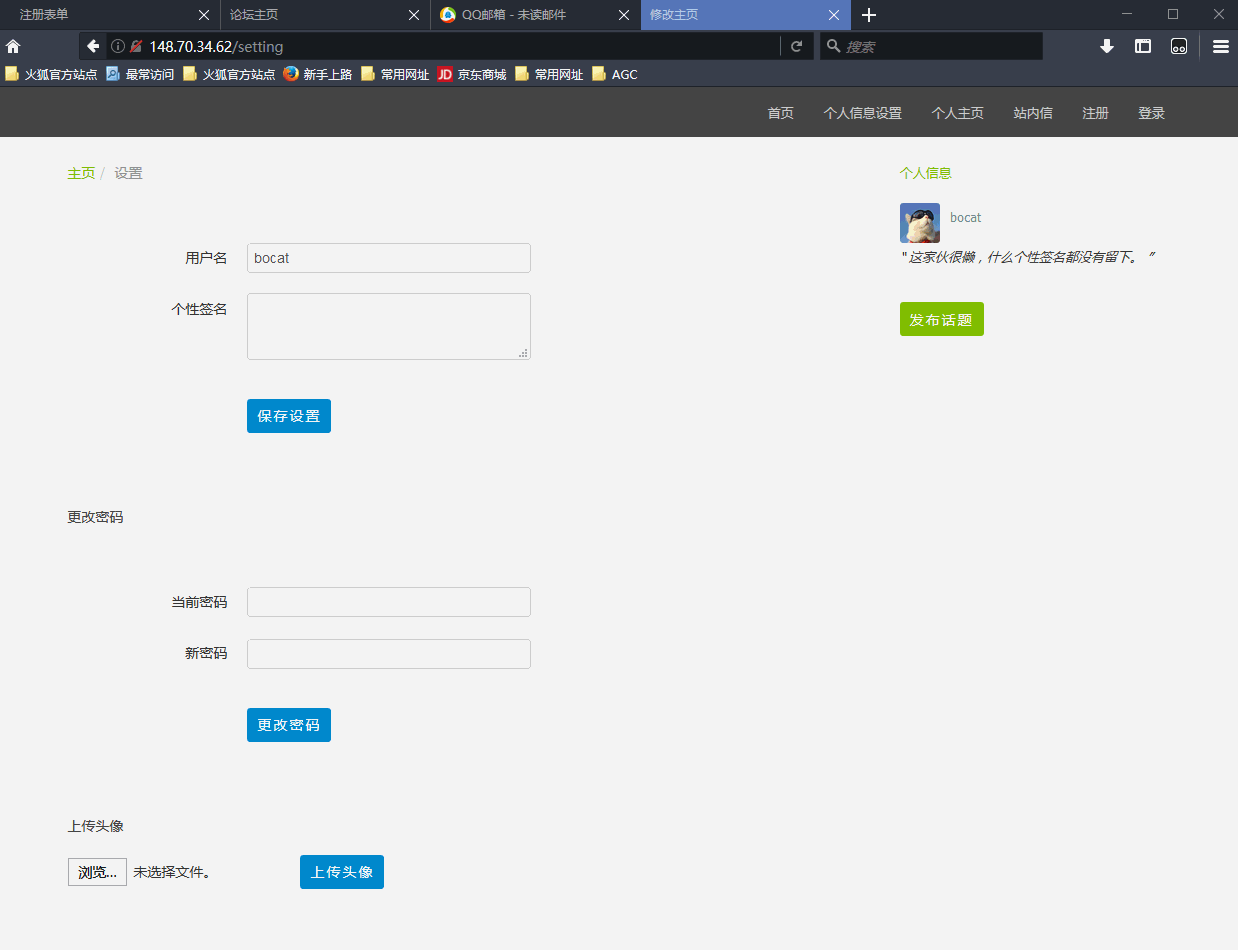 注册表单 论坛主页 QQ邮箱 - 未读邮件 修改主页
148.70.34.62/setting 搜索
火狐官方站点 最常访问 火狐官方站点 新手上路 常用网址 JD 京东商城 常用网址 AGC
首页 个人信息设置 个人主页 站内信 注册 登录
主页 / 设置
个人信息
bocat
"这家伙很懒，什么个性签名都没有留下。 ”
发布话题
用户名 bocat
个性签名
保存设置
更改密码
当前密码
新密码
更改密码
上传头像
浏览... 未选择文件。 上传头像